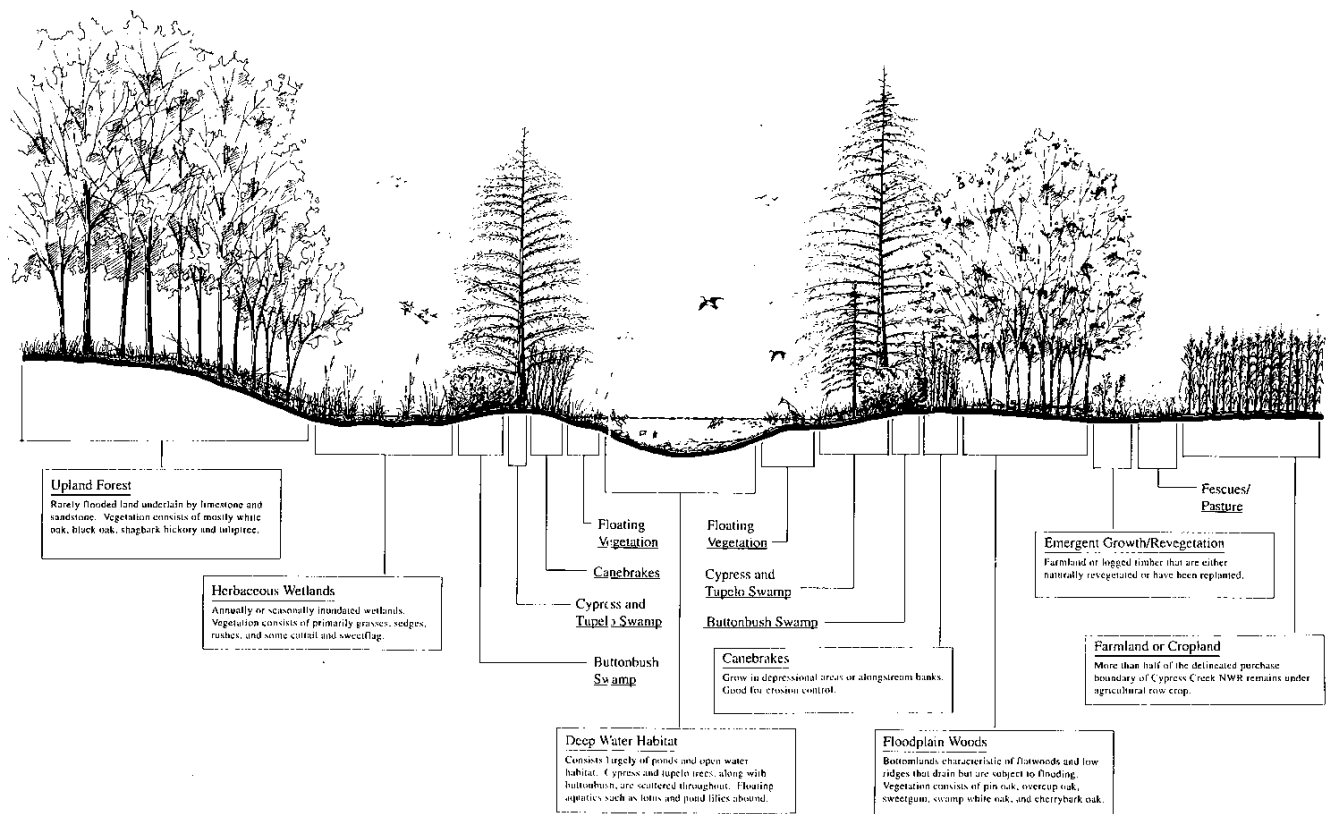 Upland Forest
Rarely flooded land underlain by limestone and
sandstone. Vegetation consists of mostly white
oak, black oak, shagbark hickory and tuliptree.
Herbaceous Wetlands
Annually or seasonally inundated wetlands.
Vegetation consists of primarily grasses, sedges,
rushes, and some cattail and sweetflag.
Floating
Vegetation
Canebrakes
Cypress and
Tupelo Swamp
Buttonbush
Swamp
Deep Water Habitat
Consists largely of ponds and open water
habitat. Cypress and tupelo trees, along with
buttonbush, are scattered throughout. Floating
aquatics such as lotus and pond lilies abound.
Floating
Vegetation
Cypress and
Tupelo Swamp
Buttonbush Swamp
Canebrakes
Grow in depressional areas or alongstream banks.
Good for erosion control.
Floodplain Woods
Bottomlands characteristic of flatwoods and low
ridges that drain but are subject to flooding.
Vegetation consists of pin oak, overcup oak,
sweetgum, swamp white oak, and cherrybark oak.
Emergent Growth/Revegetation
Farmland or logged timber that are either
naturally revegetated or have been replanted.
Fescues/
Pasture
Farmland or Cropland
More than half of the delineated purchase
boundary of Cypress Creek NWR remains under
agricultural row crop.